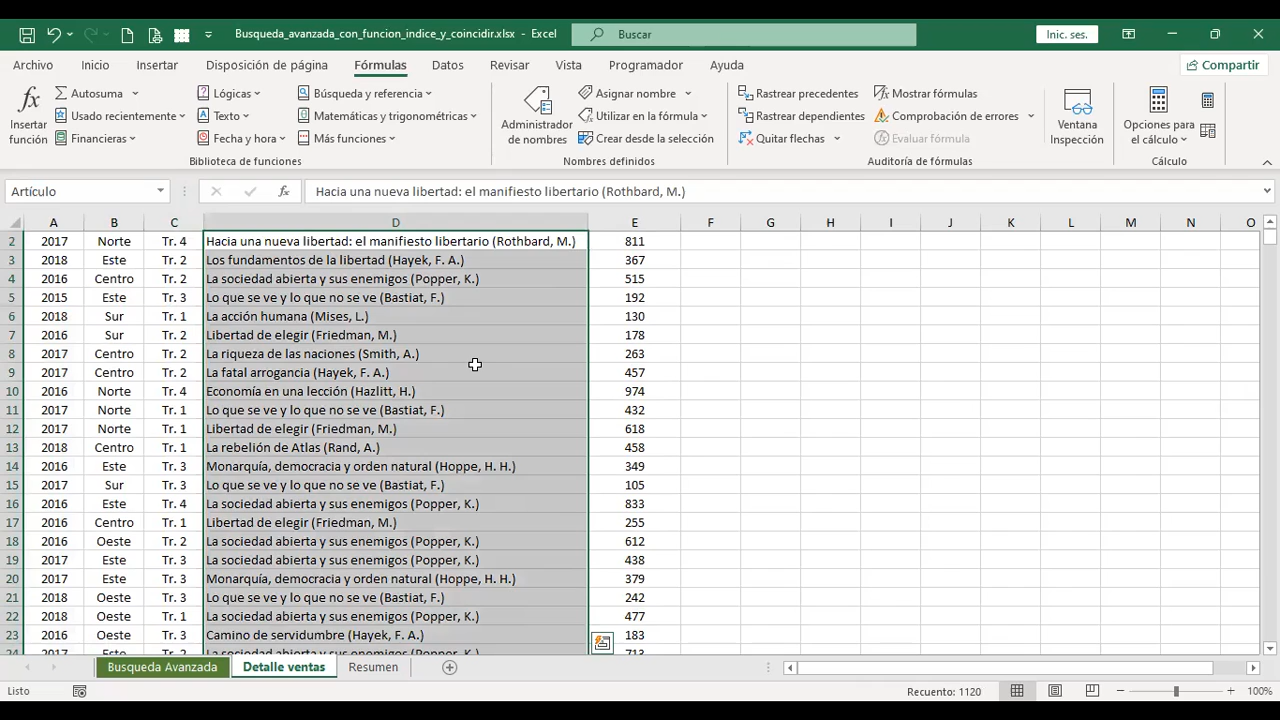 Busqueda_avanzada_con_funcion_indice_y_coincidir.xlsx - Excel
Buscar
Inic. ses.
Archivo Inicio Insertar Disposición de página Fórmulas Datos Revisar Vista Programador Ayuda Compartir
Insertar función
Autosuma
Usado recientemente
Financieras
Lógicas
Texto
Fecha y hora
Búsqueda y referencia
Matemáticas y trigonométricas
Más funciones
Biblioteca de funciones
Administrador de nombres
Asignar nombre
Utilizar en la fórmula
Crear desde la selección
Nombres definidos
Rastrear precedentes
Rastrear dependientes
Quitar flechas
Mostrar fórmulas
Comprobación de errores
Evaluar fórmula
Auditoría de fórmulas
Ventana Inspección
Opciones para el cálculo
Cálculo
Artículo
fx
Hacia una nueva libertad: el manifiesto libertario (Rothbard, M.)
A B C D E F G H I J K L M N O
2 2017 Norte Tr. 4 Hacia una nueva libertad: el manifiesto libertario (Rothbard, M.) 811
3 2018 Este Tr. 2 Los fundamentos de la libertad (Hayek, F. A.) 367
4 2016 Centro Tr. 2 La sociedad abierta y sus enemigos (Popper, K.) 515
5 2015 Este Tr. 3 Lo que se ve y lo que no se ve (Bastiat, F.) 192
6 2018 Sur Tr. 1 La acción humana (Mises, L.) 130
7 2016 Sur Tr. 2 Libertad de elegir (Friedman, M.) 178
8 2017 Centro Tr. 2 La riqueza de las naciones (Smith, A.) 263
9 2017 Centro Tr. 2 La fatal arrogancia (Hayek, F. A.) 457
10 2016 Norte Tr. 4 Economía en una lección (Hazlitt, H.) 974
11 2017 Norte Tr. 1 Lo que se ve y lo que no se ve (Bastiat, F.) 432
12 2017 Norte Tr. 1 Libertad de elegir (Friedman, M.) 618
13 2018 Centro Tr. 1 La rebelión de Atlas (Rand, A.) 458
14 2016 Este Tr. 3 Monarquía, democracia y orden natural (Hoppe, H. H.) 349
15 2017 Sur Tr. 3 Lo que se ve y lo que no se ve (Bastiat, F.) 105
16 2016 Este Tr. 4 La sociedad abierta y sus enemigos (Popper, K.) 833
17 2016 Centro Tr. 1 Libertad de elegir (Friedman, M.) 255
18 2016 Oeste Tr. 2 La sociedad abierta y sus enemigos (Popper, K.) 612
19 2017 Este Tr. 3 La sociedad abierta y sus enemigos (Popper, K.) 438
20 2017 Este Tr. 3 Monarquía, democracia y orden natural (Hoppe, H. H.) 379
21 2018 Oeste Tr. 3 Lo que se ve y lo que no se ve (Bastiat, F.) 242
22 2018 Oeste Tr. 1 La sociedad abierta y sus enemigos (Popper, K.) 477
23 2016 Oeste Tr. 3 Camino de servidumbre (Hayek, F. A.) 183
24 2017 Este Tr. 2 La sociedad abierta y sus enemigos (Popper, K.) 713
Busqueda Avanzada Detalle ventas Resumen
Listo Recuento: 1120 100%